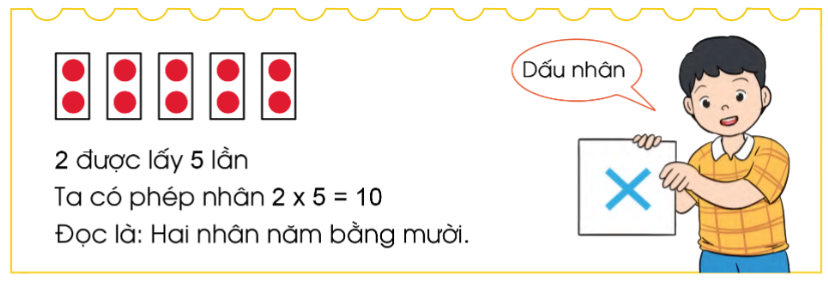 Dấu nhân
2 được lấy 5 lần
Ta có phép nhân 2 x 5 = 10
Đọc là: Hai nhân năm bằng mười.